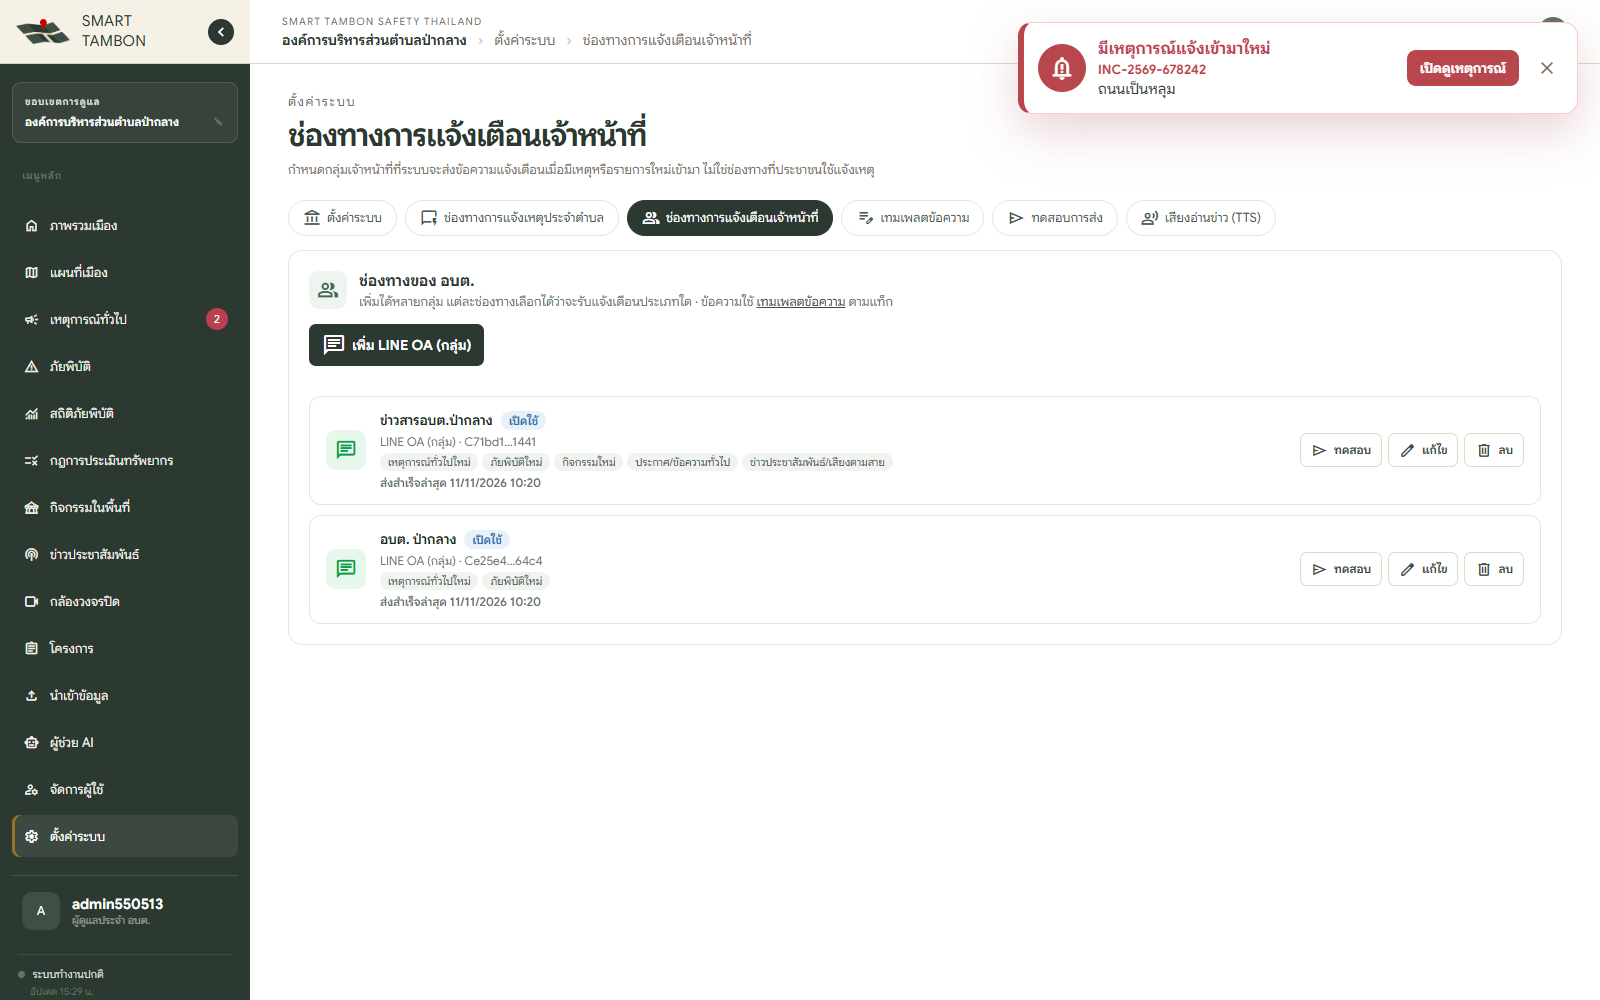 SMART
TAMBON
ขอบเขตการดูแล
องค์การบริหารส่วนตำบลป่ากลาง
เมนูหลัก
ภาพรวมเมือง
แผนที่เมือง
เหตุการณ์ทั่วไป
2
ภัยพิบัติ
สถิติภัยพิบัติ
กฎการประเมินทรัพยากร
กิจกรรมในพื้นที่
ข่าวประชาสัมพันธ์
กล้องวงจรปิด
โครงการ
นำเข้าข้อมูล
ผู้ช่วย AI
จัดการผู้ใช้
ตั้งค่าระบบ
A
admin550513
ผู้ดูแลประจำ อบต.
ระบบทำงานปกติ
อัปเดต 15:29 น.
SMART TAMBON SAFETY THAILAND
องค์การบริหารส่วนตำบลป่ากลาง › ตั้งค่าระบบ › ช่องทางการแจ้งเตือนเจ้าหน้าที่
มีเหตุการณ์แจ้งเข้ามาใหม่
INC-2569-678242
ถนนเป็นหลุม
เปิดดูเหตุการณ์
ตั้งค่าระบบ
ช่องทางการแจ้งเตือนเจ้าหน้าที่
กำหนดกลุ่มเจ้าหน้าที่ที่ระบบจะส่งข้อความแจ้งเตือนเมื่อมีเหตุหรือรายการใหม่เข้ามา ไม่ใช่ช่องทางที่ประชาชนใช้แจ้งเหตุ
ตั้งค่าระบบ
ช่องทางการแจ้งเหตุประจำตำบล
ช่องทางการแจ้งเตือนเจ้าหน้าที่
เทมเพลตข้อความ
ทดสอบการส่ง
เสียงอ่านข่าว (TTS)
ช่องทางของ อบต.
เพิ่มได้หลายกลุ่ม แต่ละช่องทางเลือกได้ว่าจะรับแจ้งเตือนประเภทใด · ข้อความใช้ เทมเพลตข้อความ ตามแท็ก
เพิ่ม LINE OA (กลุ่ม)
ข่าวสารอบต.ป่ากลาง เปิดใช้
LINE OA (กลุ่ม) · C71bd1...1441
เหตุการณ์ทั่วไปใหม่ ภัยพิบัติใหม่ กิจกรรมใหม่ ประกาศ/ข้อความทั่วไป ข่าวประชาสัมพันธ์/เสียงตามสาย
ส่งสำเร็จล่าสุด 11/11/2026 10:20
ทดสอบ แก้ไข ลบ
อบต. ป่ากลาง เปิดใช้
LINE OA (กลุ่ม) · Ce25e4...64c4
เหตุการณ์ทั่วไปใหม่ ภัยพิบัติใหม่
ส่งสำเร็จล่าสุด 11/11/2026 10:20
ทดสอบ แก้ไข ลบ